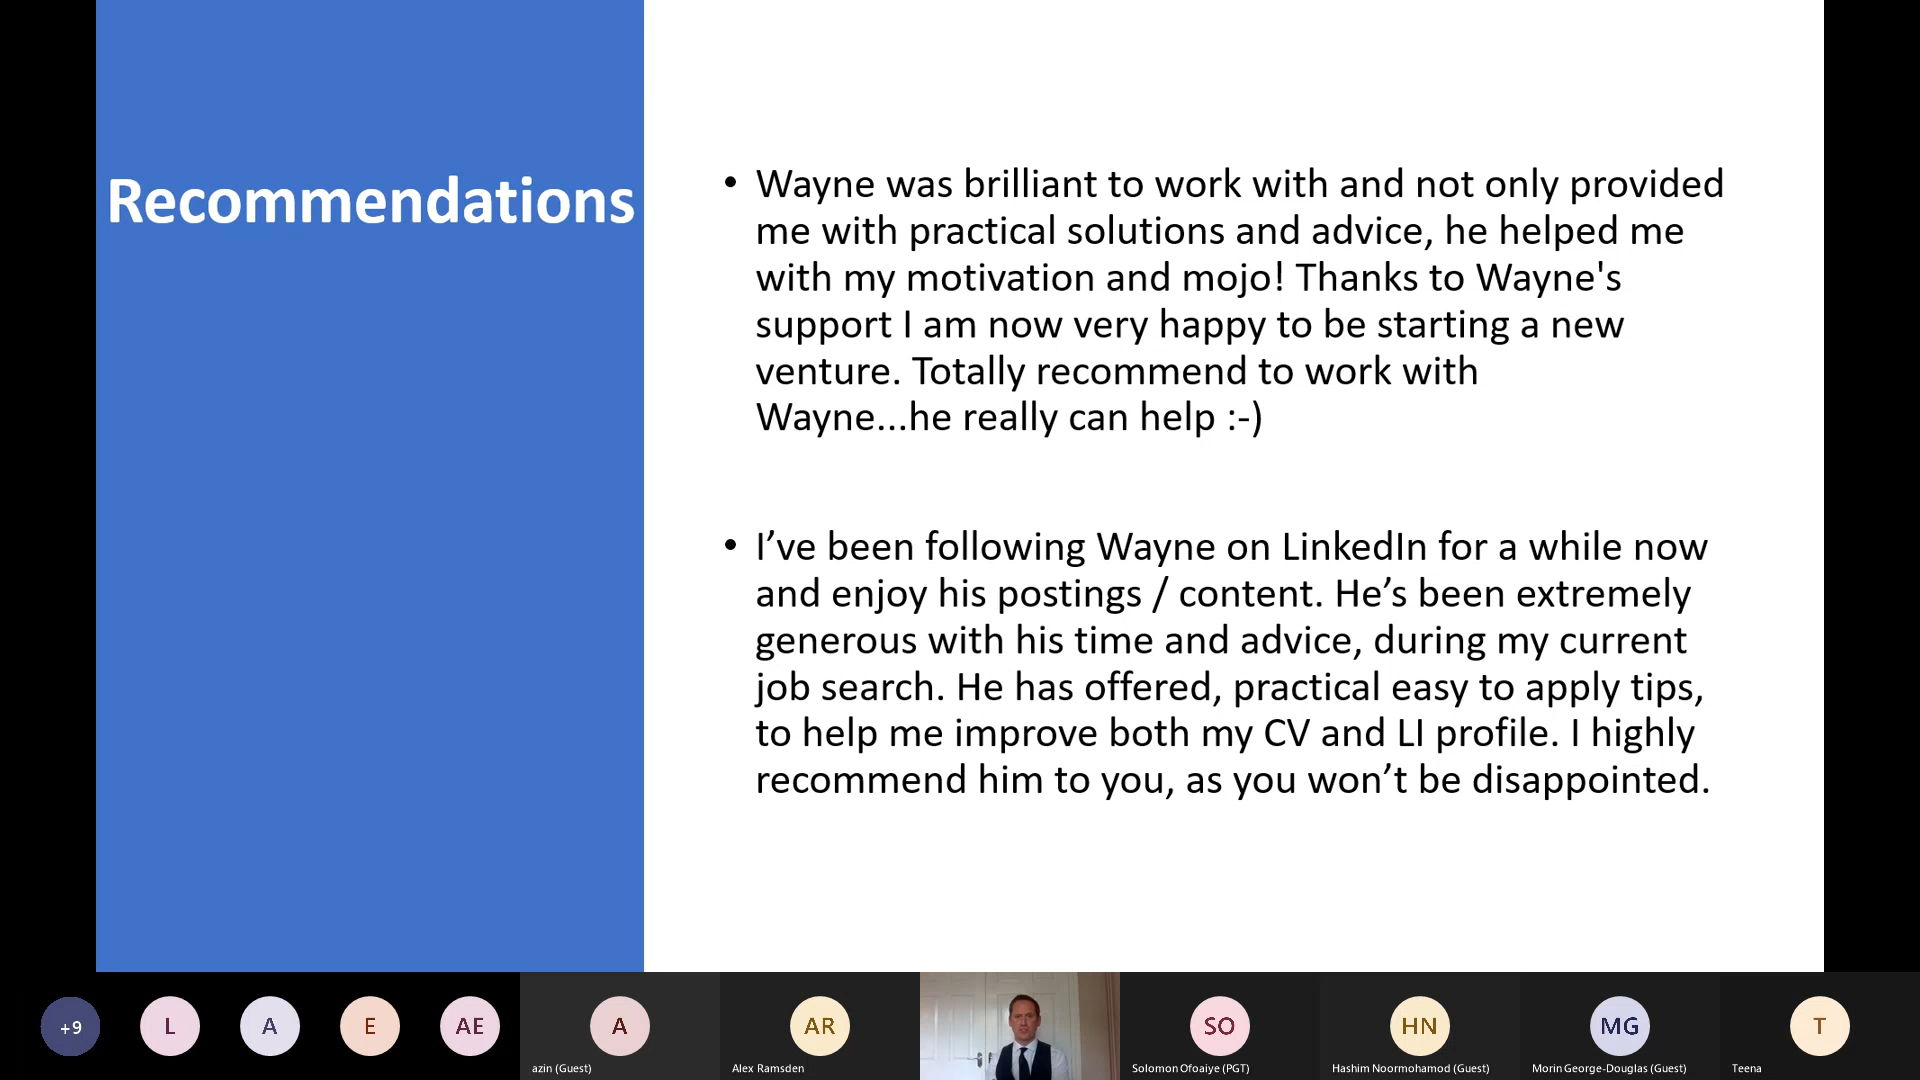 Recommendations
• Wayne was brilliant to work with and not only provided
me with practical solutions and advice, he helped me
with my motivation and mojo! Thanks to Wayne's
support I am now very happy to be starting a new
venture. Totally recommend to work with
Wayne...he really can help :-)
• I’ve been following Wayne on LinkedIn for a while now
and enjoy his postings / content. He’s been extremely
generous with his time and advice, during my current
job search. He has offered, practical easy to apply tips,
to help me improve both my CV and LI profile. I highly
recommend him to you, as you won’t be disappointed.
+9
L
A
E
AE
A
azin (Guest)
AR
Alex Ramsden
SO
Solomon Ofoaiye (PGT)
HN
Hashim Noormohamod (Guest)
MG
Morin George-Douglas (Guest)
T
Teena